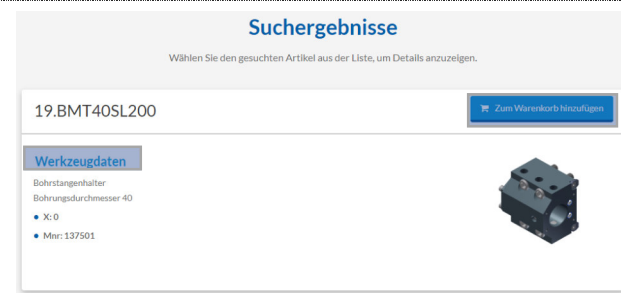 Suchergebnisse
Wählen Sie den gesuchten Artikel aus der Liste, um Details anzuzeigen.
19.BMT40SL200
Zum Warenkorb hinzufügen
Werkzeugdaten
Bohrstangenhalter
Bohrungsdurchmesser 40
• X: 0
• Mnr: 137501